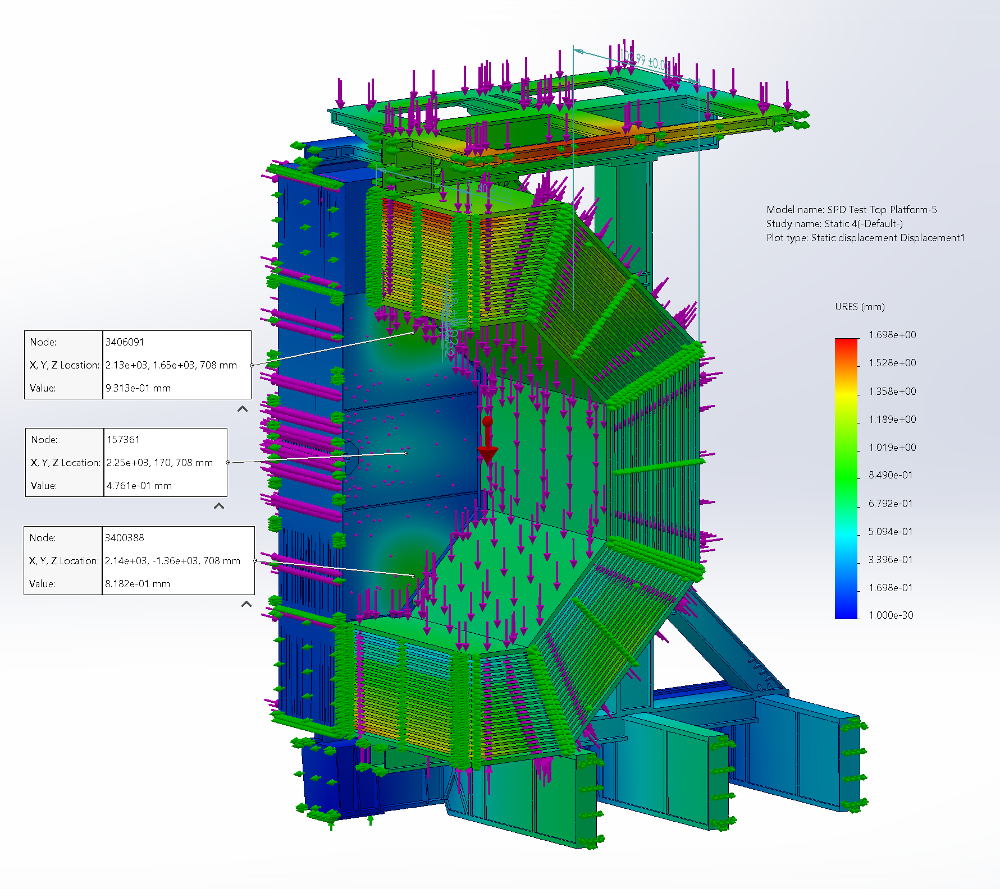 102.99 ±0.02
Model name: SPD Test Top Platform-5
Study name: Static 4(-Default-)
Plot type: Static displacement Displacement1
URES (mm)
1.698e+00
1.528e+00
1.358e+00
1.189e+00
1.019e+00
8.490e-01
6.792e-01
5.094e-01
3.396e-01
1.698e-01
1.000e-30
Node: 3406091
X, Y, Z Location: 2.13e+03, 1.65e+03, 708 mm
Value: 9.313e-01 mm
Node: 157361
X, Y, Z Location: 2.25e+03, 170, 708 mm
Value: 4.761e-01 mm
Node: 3400388
X, Y, Z Location: 2.14e+03, -1.36e+03, 708 mm
Value: 8.182e-01 mm